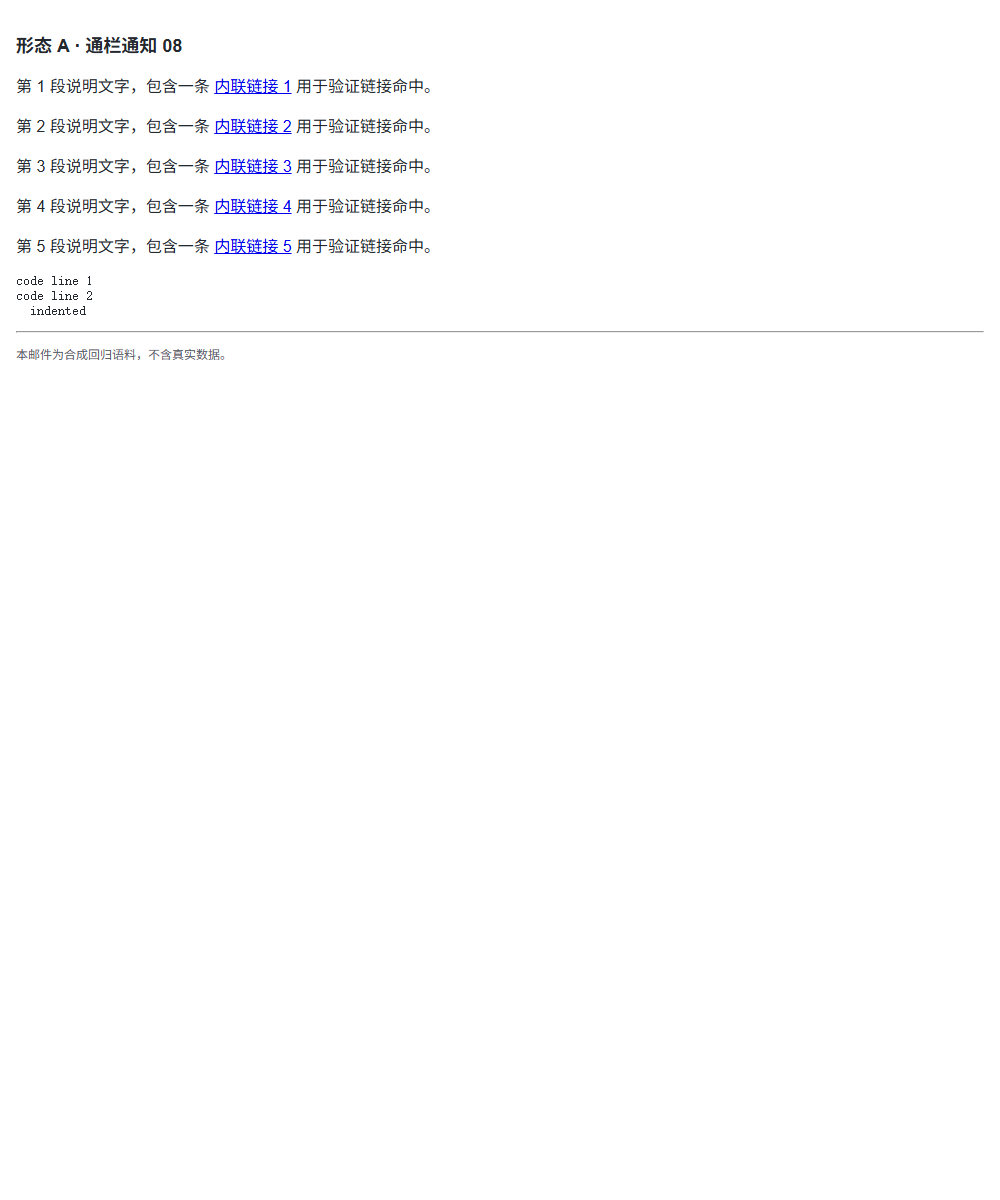 形态 A · 通栏通知 08
第 1 段说明文字，包含一条 内联链接 1 用于验证链接命中。
第 2 段说明文字，包含一条 内联链接 2 用于验证链接命中。
第 3 段说明文字，包含一条 内联链接 3 用于验证链接命中。
第 4 段说明文字，包含一条 内联链接 4 用于验证链接命中。
第 5 段说明文字，包含一条 内联链接 5 用于验证链接命中。
code line 1
code line 2
  indented
本邮件为合成回归语料，不含真实数据。